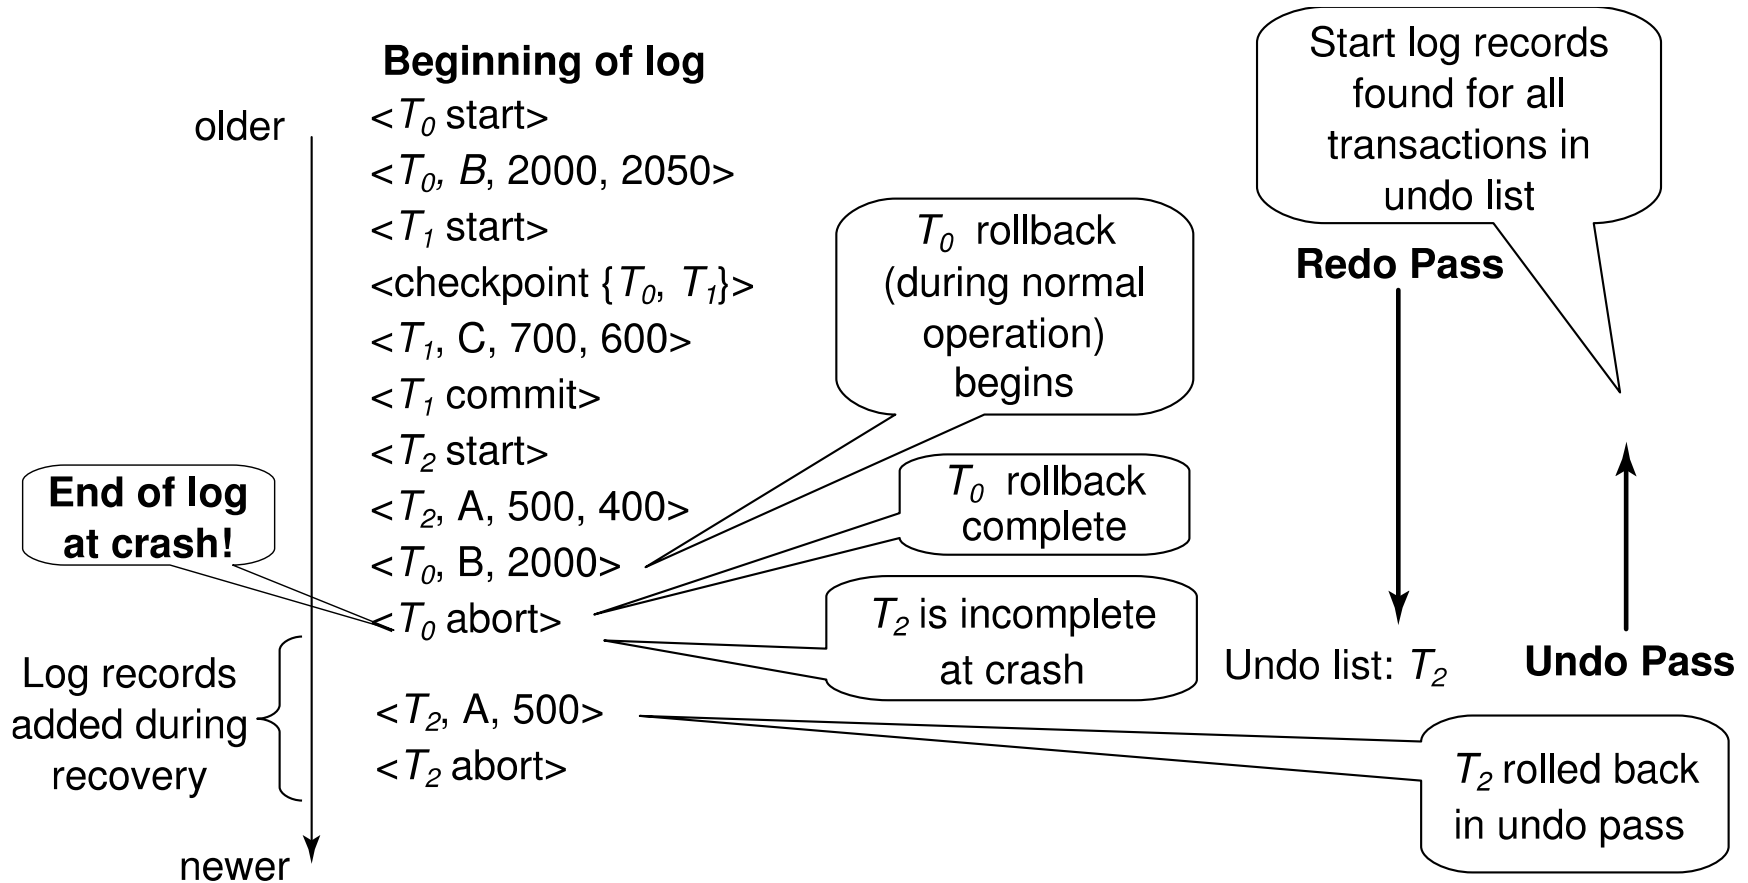 Beginning of log
older
<T0 start>
<T0, B, 2000, 2050>
<T1 start>
<checkpoint {T0, T1}>
<T1, C, 700, 600>
<T1 commit>
<T2 start>
<T2, A, 500, 400>
<T0, B, 2000>
<T0 abort>
<T2, A, 500>
<T2 abort>
newer
End of log
at crash!
Log records
added during
recovery
T0 rollback
(during normal
operation)
begins
T0 rollback
complete
T2 is incomplete
at crash
Start log records
found for all
transactions in
undo list
Redo Pass
Undo list: T2
Undo Pass
T2 rolled back
in undo pass